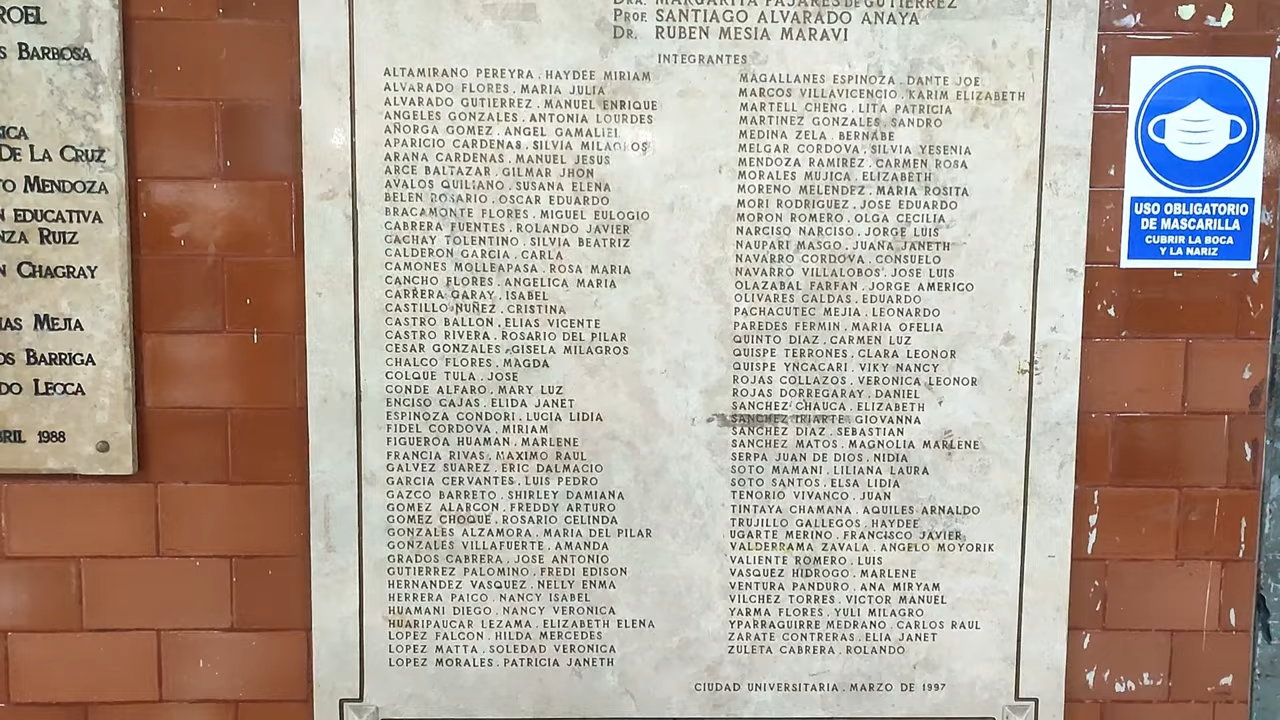 ROEL
S BARBOSA
SICA
DE LA CRUZ
TO MENDOZA
N EDUCATIVA
NZA RUIZ
N CHAGRAY
IAS MEJIA
OS BARRIGA
DO LECCA
BRIL 1988
DRA. MARGARITA PAJARES DE GUTIERREZ
PROF. SANTIAGO ALVARADO ANAYA
DR. RUBEN MESIA MARAVI
INTEGRANTES
ALTAMIRANO PEREYRA . HAYDEE MIRIAM
ALVARADO FLORES . MARIA JULIA
ALVARADO GUTIERREZ . MANUEL ENRIQUE
ANGELES GONZALES . ANTONIA LOURDES
AÑORGA GOMEZ . ANGEL GAMALIEL
APARICIO CARDENAS . SILVIA MILAGROS
ARANA CARDENAS . MANUEL JESUS
ARCE BALTAZAR . GILMAR JHON
AVALOS QUILIANO . SUSANA ELENA
BELEN ROSARIO . OSCAR EDUARDO
BRACAMONTE FLORES . MIGUEL EULOGIO
CABRERA FUENTES . ROLANDO JAVIER
CACHAY TOLENTINO . SILVIA BEATRIZ
CALDERON GARCIA . CARLA
CAMONES MOLLEAPASA . ROSA MARIA
CANCHO FLORES . ANGELICA MARIA
CARRERA GARAY . ISABEL
CASTILLO NUÑEZ . CRISTINA
CASTRO BALLON . ELIAS VICENTE
CASTRO RIVERA . ROSARIO DEL PILAR
CESAR GONZALES . GISELA MILAGROS
CHALCO FLORES . MAGDA
COLQUE TULA . JOSE
CONDE ALFARO . MARY LUZ
ENCISO CAJAS . ELIDA JANET
ESPINOZA CONDORI . LUCIA LIDIA
FIDEL CORDOVA . MIRIAM
FIGUEROA HUAMAN . MARLENE
FRANCIA RIVAS . MAXIMO RAUL
GALVEZ SUAREZ . ERIC DALMACIO
GARCIA CERVANTES . LUIS PEDRO
GAZCO BARRETO . SHIRLEY DAMIANA
GOMEZ ALARCON . FREDDY ARTURO
GOMEZ CHOQUE . ROSARIO CELINDA
GONZALES ALZAMORA . MARIA DEL PILAR
GONZALES VILLAFUERTE . AMANDA
GRADOS CABRERA . JOSE ANTONIO
GUTIERREZ PALOMINO . FREDI EDISON
HERNANDEZ VASQUEZ . NELLY ENMA
HERRERA PAICO . NANCY ISABEL
HUAMANI DIEGO . NANCY VERONICA
HUARIPAUCAR LEZAMA . ELIZABETH ELENA
LOPEZ FALCON . HILDA MERCEDES
LOPEZ MATTA . SOLEDAD VERONICA
LOPEZ MORALES . PATRICIA JANETH
MAGALLANES ESPINOZA . DANTE JOE
MARCOS VILLAVICENCIO . KARIM ELIZABETH
MARTELL CHENG . LITA PATRICIA
MARTINEZ GONZALES . SANDRO
MEDINA ZELA . BERNABE
MELGAR CORDOVA . SILVIA YESENIA
MENDOZA RAMIREZ . CARMEN ROSA
MORALES MUJICA . ELIZABETH
MORENO MELENDEZ . MARIA ROSITA
MORI RODRIGUEZ . JOSE EDUARDO
MORON ROMERO . OLGA CECILIA
NARCISO NARCISO . JORGE LUIS
NAUPARI MASGO . JUANA JANETH
NAVARRO CORDOVA . CONSUELO
NAVARRO VILLALOBOS . JOSE LUIS
OLAZABAL FARFAN . JORGE AMERICO
OLIVARES CALDAS . EDUARDO
PACHACUTEC MEJIA . LEONARDO
PAREDES FERMIN . MARIA OFELIA
QUINTO DIAZ . CARMEN LUZ
QUISPE TERRONES . CLARA LEONOR
QUISPE YNCACARI . VIKY NANCY
ROJAS COLLAZOS . VERONICA LEONOR
ROJAS DORREGARAY . DANIEL
SANCHEZ CHAUCA . ELIZABETH
SANCHEZ IRIARTE . GIOVANNA
SANCHEZ DIAZ . SEBASTIAN
SANCHEZ MATOS . MAGNOLIA MARLENE
SERPA JUAN DE DIOS . NIDIA
SOTO MAMANI . LILIANA LAURA
SOTO SANTOS . ELSA LIDIA
TENORIO VIVANCO . JUAN
TINTAYA CHAMANA . AQUILES ARNALDO
TRUJILLO GALLEGOS . HAYDEE
UGARTE MERINO . FRANCISCO JAVIER
VALDERRAMA ZAVALA . ANGELO MOYORIK
VALIENTE ROMERO . LUIS
VASQUEZ HIDROGO . MARLENE
VENTURA PANDURO . ANA MIRYAM
VILCHEZ TORRES . VICTOR MANUEL
YARMA FLORES . YULI MILAGRO
YPARRAGUIRRE MEDRANO . CARLOS RAUL
ZARATE CONTRERAS . ELIA JANET
ZULETA CABRERA . ROLANDO
CIUDAD UNIVERSITARIA . MARZO DE 1997
USO OBLIGATORIO
DE MASCARILLA
CUBRIR LA BOCA
Y LA NARIZ